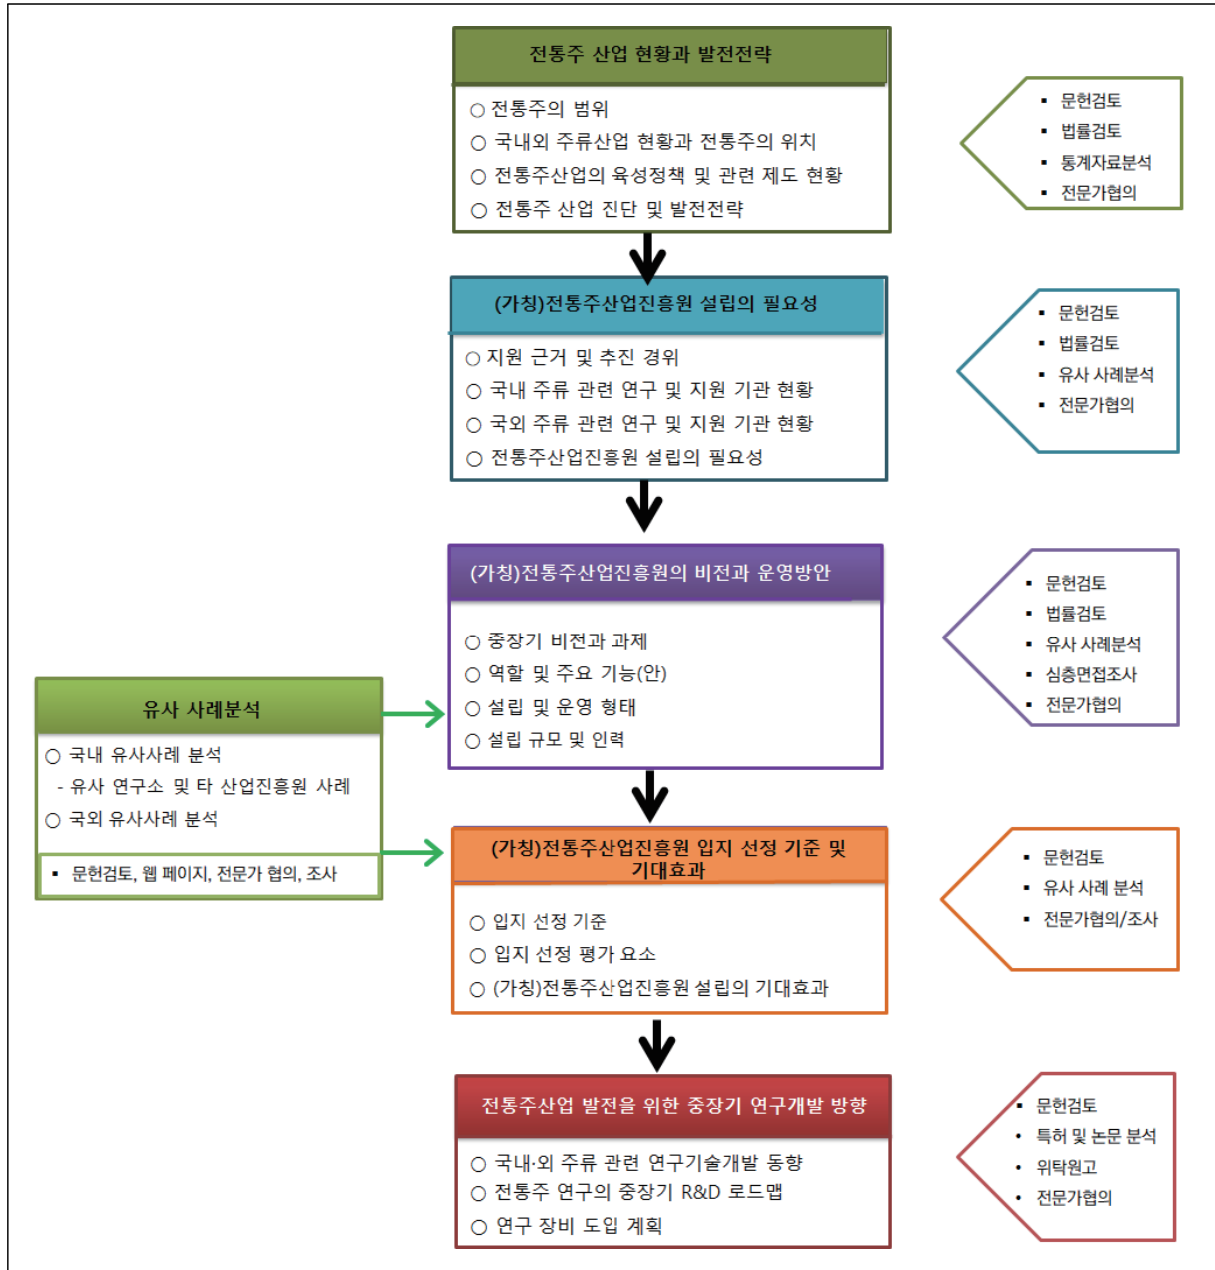 전통주 산업 현황과 발전전략
○ 전통주의 범위
○ 국내외 주류산업 현황과 전통주의 위치
○ 전통주산업의 육성정책 및 관련 제도 현황
○ 전통주 산업 진단 및 발전전략
▪ 문헌검토
▪ 법률검토
▪ 통계자료분석
▪ 전문가협의
(가칭)전통주산업진흥원 설립의 필요성
○ 지원 근거 및 추진 경위
○ 국내 주류 관련 연구 및 지원 기관 현황
○ 국외 주류 관련 연구 및 지원 기관 현황
○ 전통주산업진흥원 설립의 필요성
▪ 문헌검토
▪ 법률검토
▪ 유사 사례분석
▪ 전문가협의
(가칭)전통주산업진흥원의 비전과 운영방안
○ 중장기 비전과 과제
○ 역할 및 주요 기능(안)
○ 설립 및 운영 형태
○ 설립 규모 및 인력
▪ 문헌검토
▪ 법률검토
▪ 유사 사례분석
▪ 심층면접조사
▪ 전문가협의
유사 사례분석
○ 국내 유사사례 분석
- 유사 연구소 및 타 산업진흥원 사례
○ 국외 유사사례 분석
▪ 문헌검토, 웹 페이지, 전문가 협의, 조사
(가칭)전통주산업진흥원 입지 선정 기준 및
기대효과
○ 입지 선정 기준
○ 입지 선정 평가 요소
○ (가칭)전통주산업진흥원 설립의 기대효과
▪ 문헌검토
▪ 유사 사례 분석
▪ 전문가협의/조사
전통주산업 발전을 위한 중장기 연구개발 방향
○ 국내·외 주류 관련 연구기술개발 동향
○ 전통주 연구의 중장기 R&D 로드맵
○ 연구 장비 도입 계획
▪ 문헌검토
• 특허 및 논문 분석
• 위탁원고
• 전문가협의